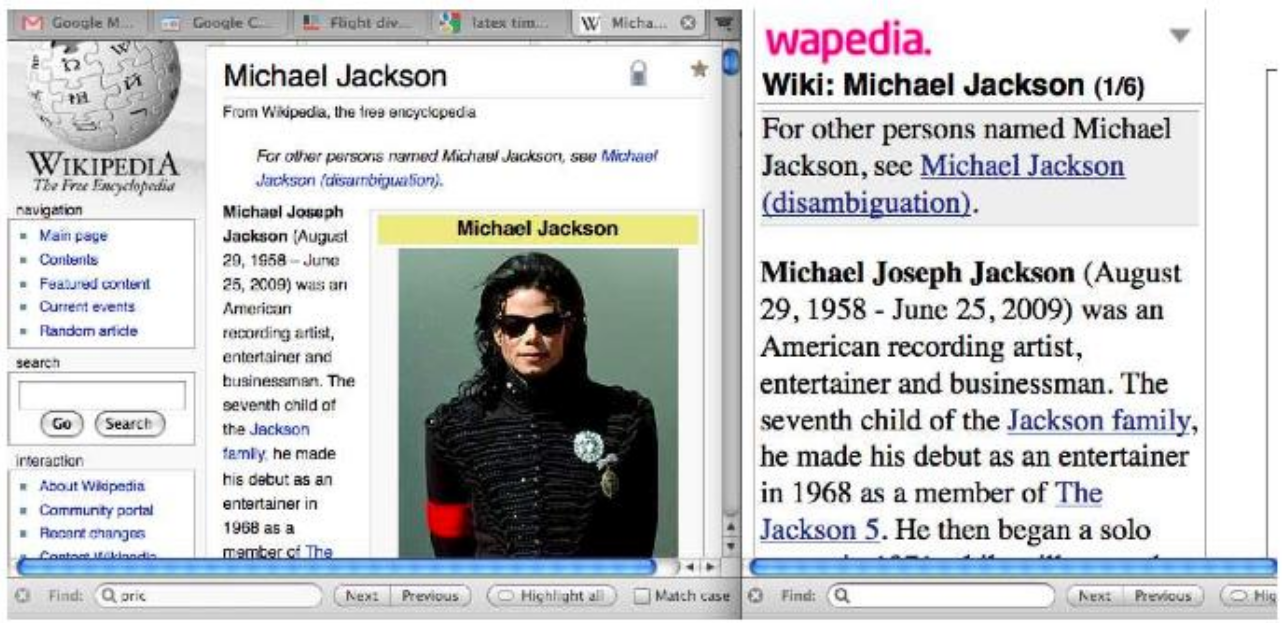 Google M...
Google C...
Flight div...
latex tim...
W Micha...
WIKIPEDIA
The Free Encyclopedia
navigation
Main page
Contents
Featured content
Current events
Random article
search
Go Search
interaction
About Wikipedia
Community portal
Recent changes
Contact Wikipedia
Michael Jackson
From Wikipedia, the free encyclopedia
For other persons named Michael Jackson, see Michael
Jackson (disambiguation).
Michael Joseph
Jackson (August
29, 1958 – June
25, 2009) was an
American
recording artist,
entertainer and
businessman. The
seventh child of
the Jackson
family, he made
his debut as an
entertainer in
1968 as a
member of The
Michael Jackson
Find: pric Next Previous Highlight all Match case
wapedia.
Wiki: Michael Jackson (1/6)
For other persons named Michael
Jackson, see Michael Jackson
(disambiguation).
Michael Joseph Jackson (August
29, 1958 - June 25, 2009) was an
American recording artist,
entertainer and businessman. The
seventh child of the Jackson family,
he made his debut as an entertainer
in 1968 as a member of The
Jackson 5. He then began a solo
Find: Next Previous Hig